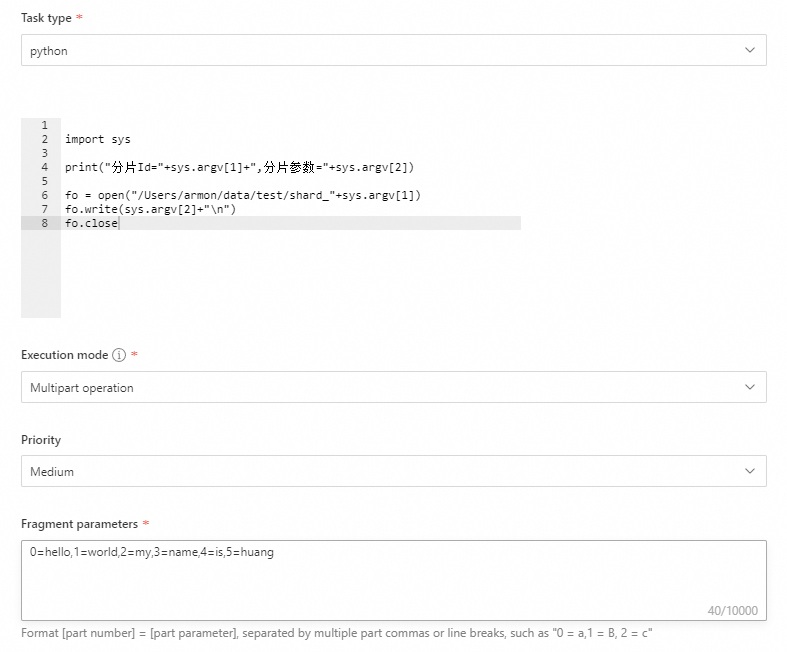 Task type *
python
1
2 import sys
3
4 print("分片Id="+sys.argv[1]+",分片参数="+sys.argv[2])
5
6 fo = open("/Users/armon/data/test/shard_"+sys.argv[1])
7 fo.write(sys.argv[2]+"\n")
8 fo.close
Execution mode ⓘ *
Multipart operation
Priority
Medium
Fragment parameters *
0=hello,1=world,2=my,3=name,4=is,5=huang
40/10000
Format [part number] = [part parameter], separated by multiple part commas or line breaks, such as "0 = a,1 = B, 2 = c"